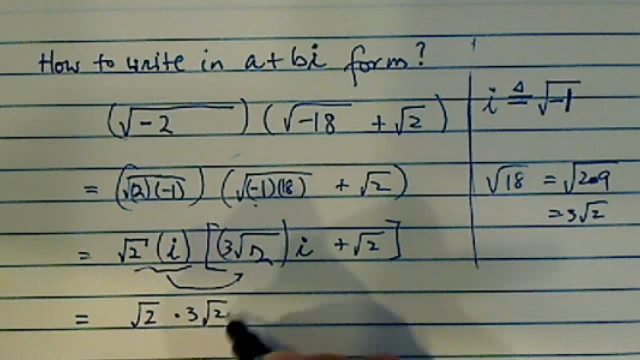 How to write in a+bi form?
(√-2 ) (√-18 + √2)
= (√(2)(-1)) (√(-1)(18) + √2)
= √2 (i) [(3√2)i + √2]
= √2 · 3√2
i ≜ √-1
√18 = √2·9
= 3√2